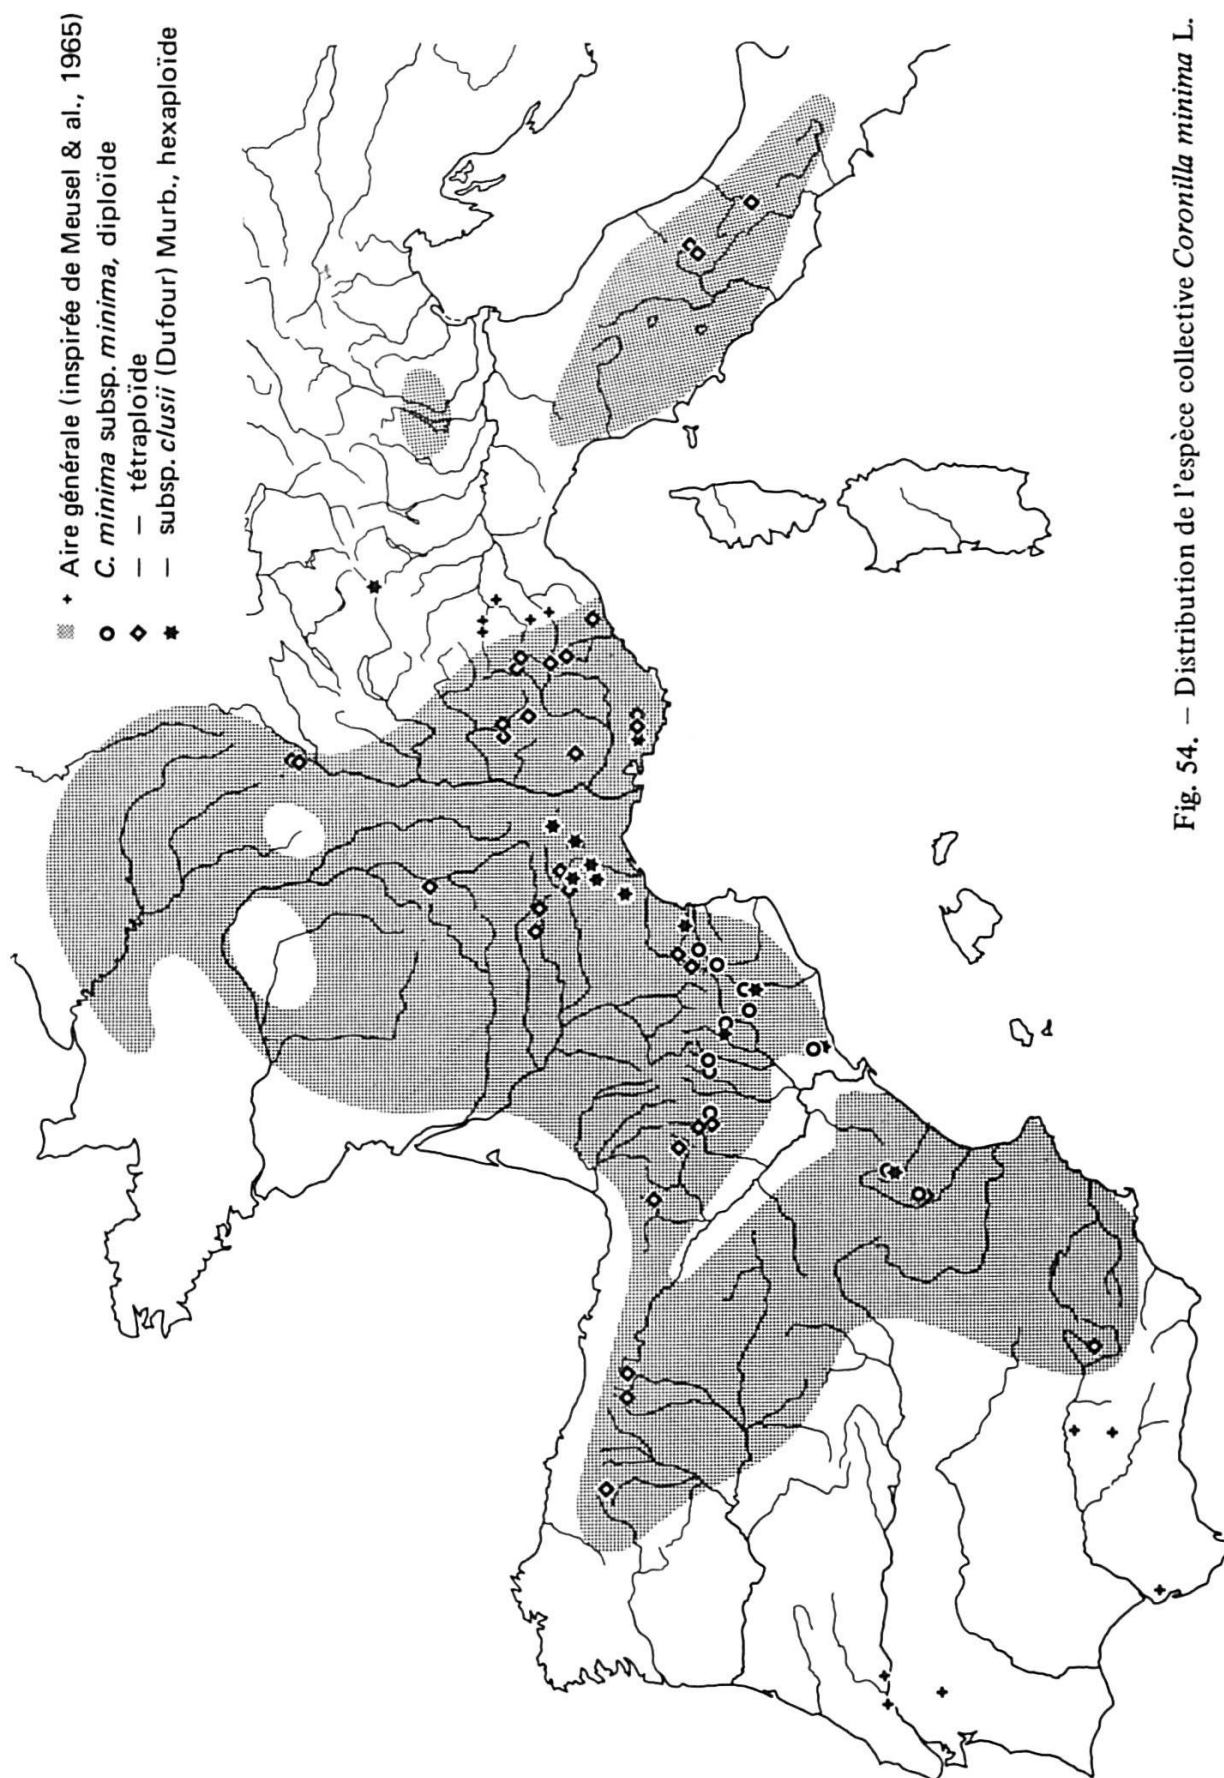 Aire générale (inspirée de Meusel & al., 1965)
C. minima subsp. minima, diploïde
— — tétraploïde
— subsp. clusii (Dufour) Murb., hexaploïde
Fig. 54. — Distribution de l'espèce collective Coronilla minima L.